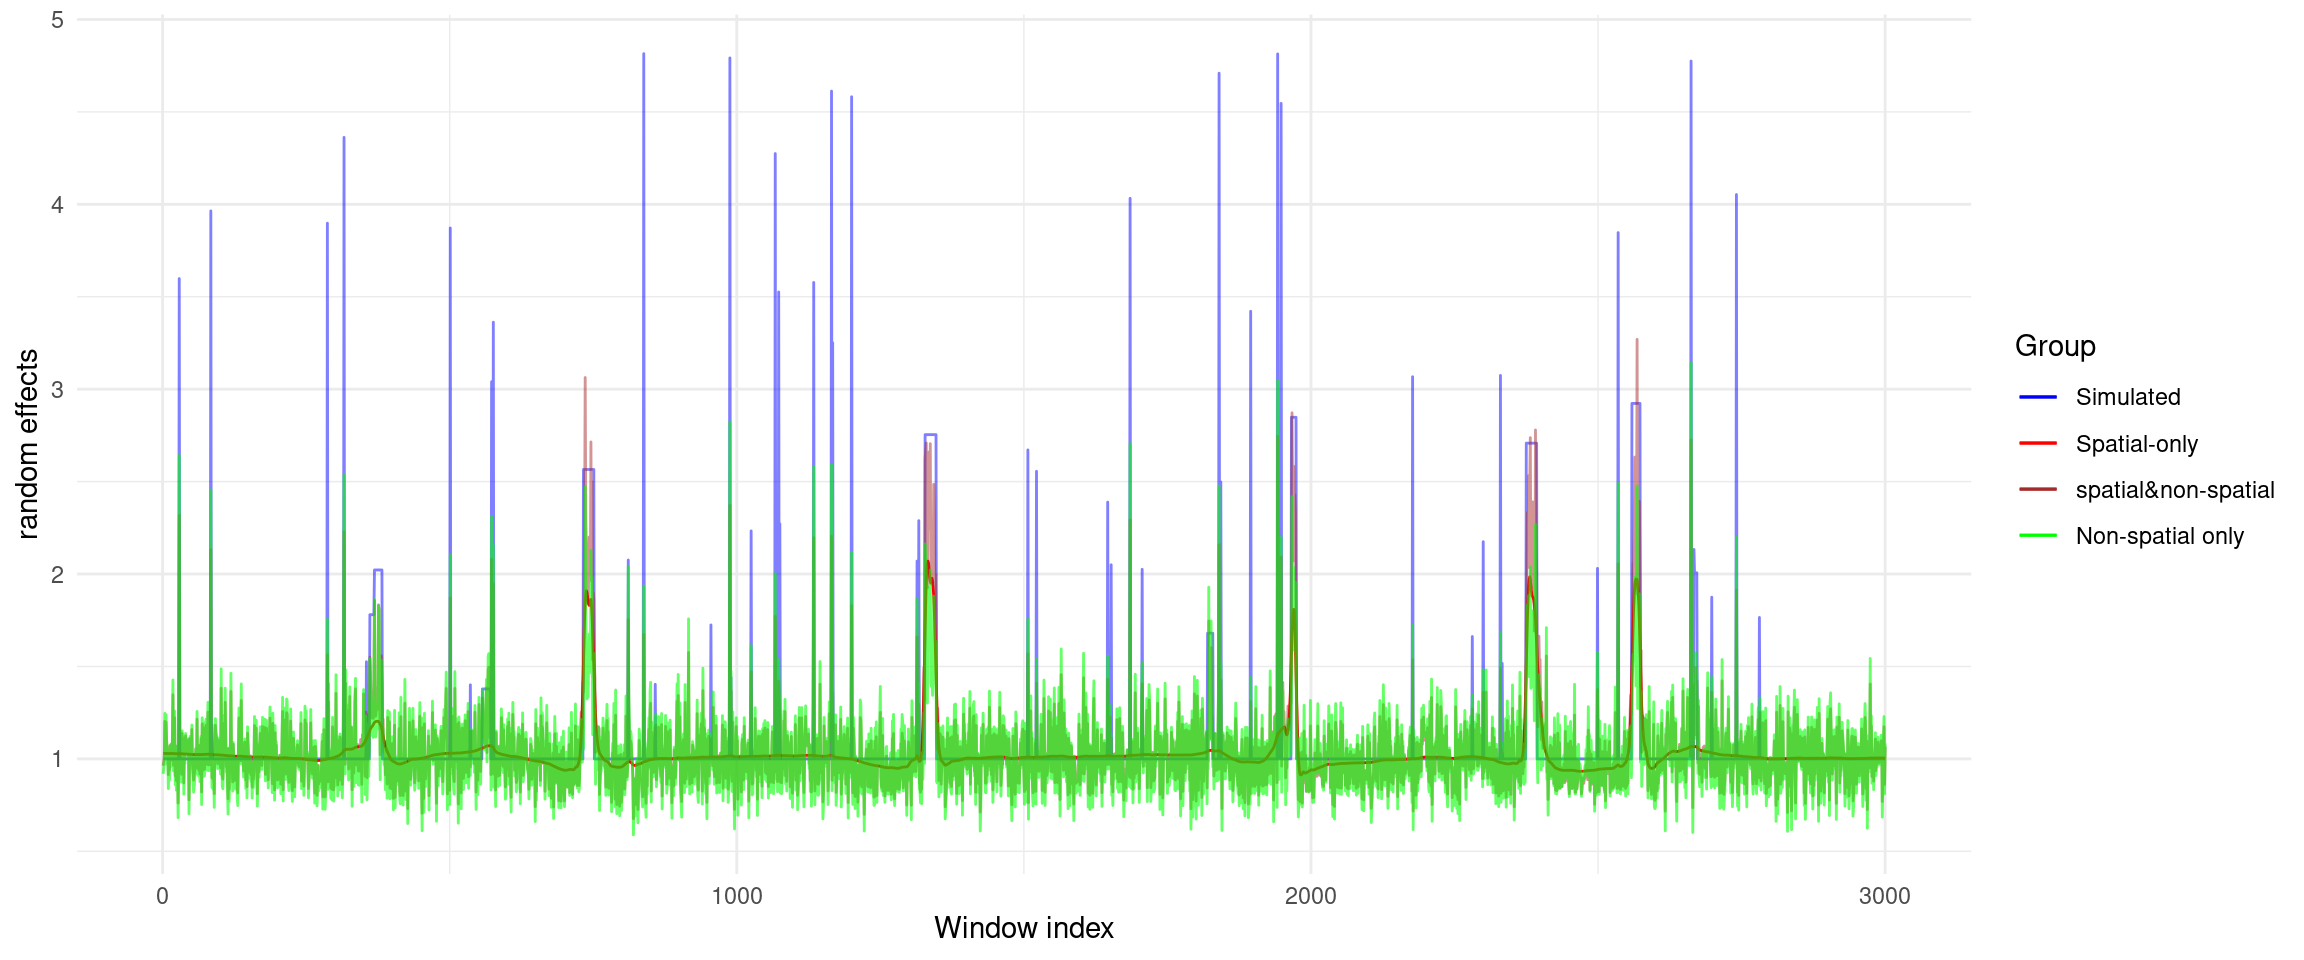 5
4
3
2
1
random effects
0
1000
2000
3000
Window index
Group
Simulated
Spatial-only
spatial&non-spatial
Non-spatial only